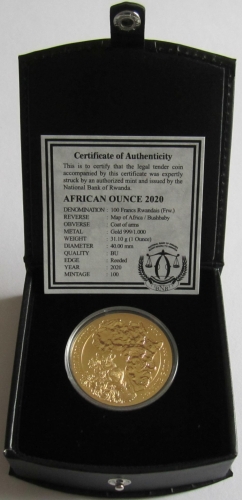 Certificate of Authenticity
This is to certify that the legal tender coin
accompanied by this certificate was expertly
struck by an authorized mint and issued by the
National Bank of Rwanda.
AFRICAN OUNCE 2020
DENOMINATION : 100 Francs Rwandais (Frw.)
REVERSE : Map of Africa / Bushbaby
OBVERSE : Coat of arms
METAL : Gold 999/1.000
WEIGHT : 31,10 g (1 Ounce)
DIAMETER : 40.00 mm
QUALITY : BU
EDGE : Reeded
YEAR : 2020
MINTAGE : 100